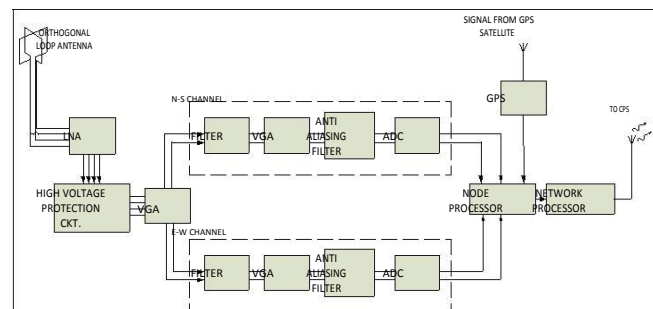 ORTHOGONAL
LOOP ANTENNA
SIGNAL FROM GPS
SATELLITE
GPS
TO CPS
N-S CHANNEL
LNA
FILTER
VGA
ANTI
ALIASING
FILTER
ADC
HIGH VOLTAGE
PROTECTION
CKT.
VGA
NODE
PROCESSOR
NETWORK
PROCESSOR
E-W CHANNEL
FILTER
VGA
ANTI
ALIASING
FILTER
ADC